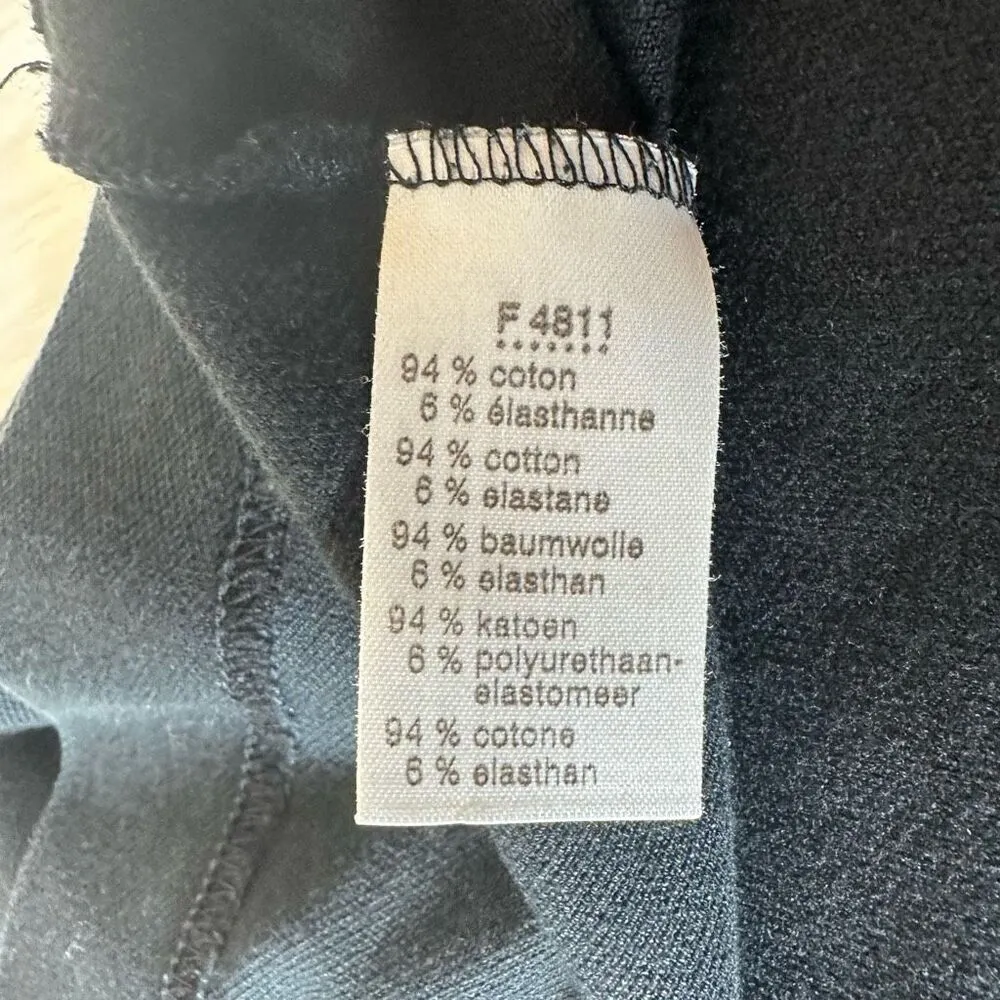 F 4811
94 % coton
6 % élasthanne
94 % cotton
6 % elastane
94 % baumwolle
6 % elasthan
94 % katoen
6 % polyurethaan-
elastomeer
94 % cotone
6 % elasthan